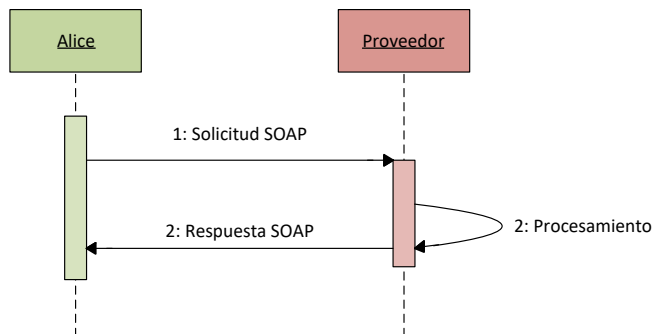 Alice
Proveedor
1: Solicitud SOAP
2: Respuesta SOAP
2: Procesamiento